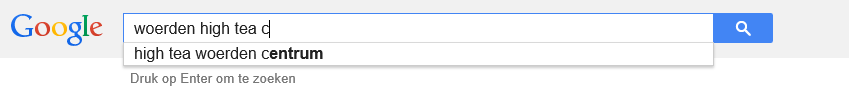 Google woerden high tea c
high tea woerden centrum
Druk op Enter om te zoeken